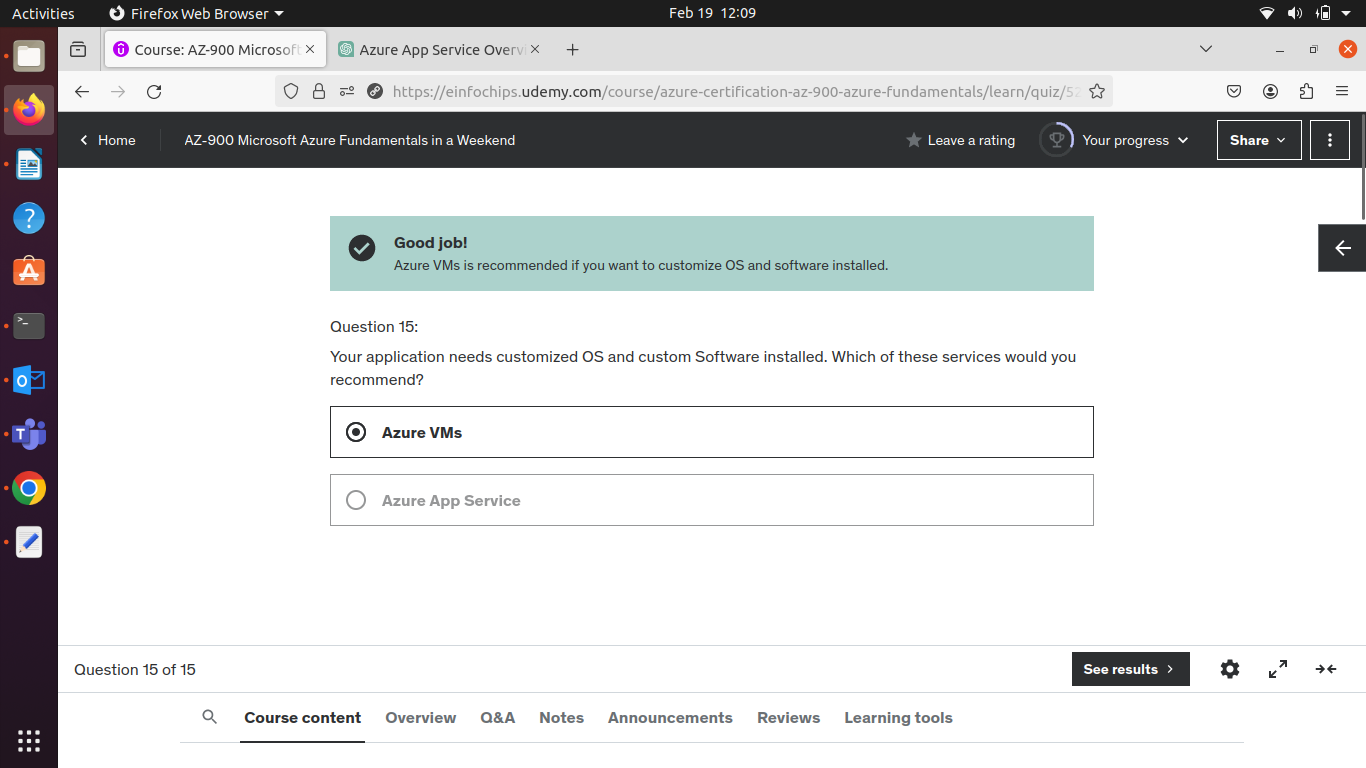 Activities
Firefox Web Browser
Feb 19 12:09
Course: AZ-900 Microsoft
Azure App Service Overvi
https://einfochips.udemy.com/course/azure-certification-az-900-azure-fundamentals/learn/quiz/52
Home
AZ-900 Microsoft Azure Fundamentals in a Weekend
Leave a rating
Your progress
Share
Good job!
Azure VMs is recommended if you want to customize OS and software installed.
Question 15:
Your application needs customized OS and custom Software installed. Which of these services would you
recommend?
Azure VMs
Azure App Service
Question 15 of 15
See results
Course content
Overview
Q&A
Notes
Announcements
Reviews
Learning tools